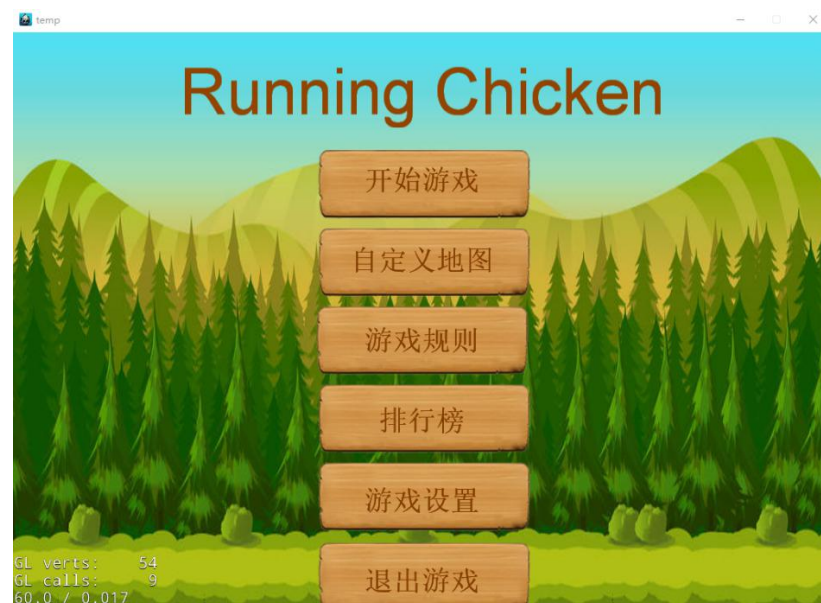 temp
Running Chicken
开始游戏
自定义地图
游戏规则
排行榜
游戏设置
退出游戏
GL verts: 54
GL calls: 9
60.0 / 0.017